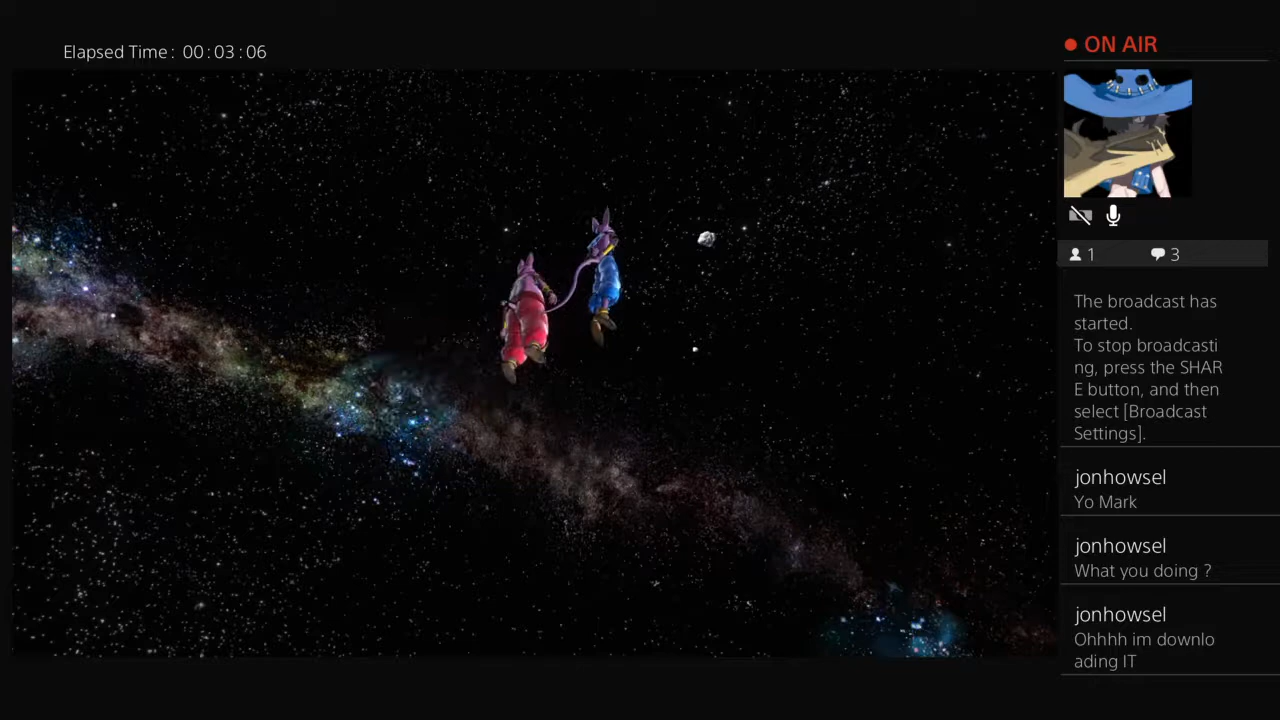 Elapsed Time: 00:03:06
ON AIR
1
3
The broadcast has
started.
To stop broadcasti
ng, press the SHAR
E button, and then
select [Broadcast
Settings].
jonhowsel
Yo Mark
jonhowsel
What you doing ?
jonhowsel
Ohhhh im downlo
ading IT